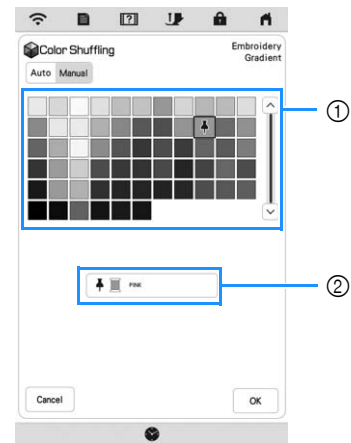 Color Shuffling
Embroidery
Gradient
Auto Manual
①
PINK
②
Cancel
OK